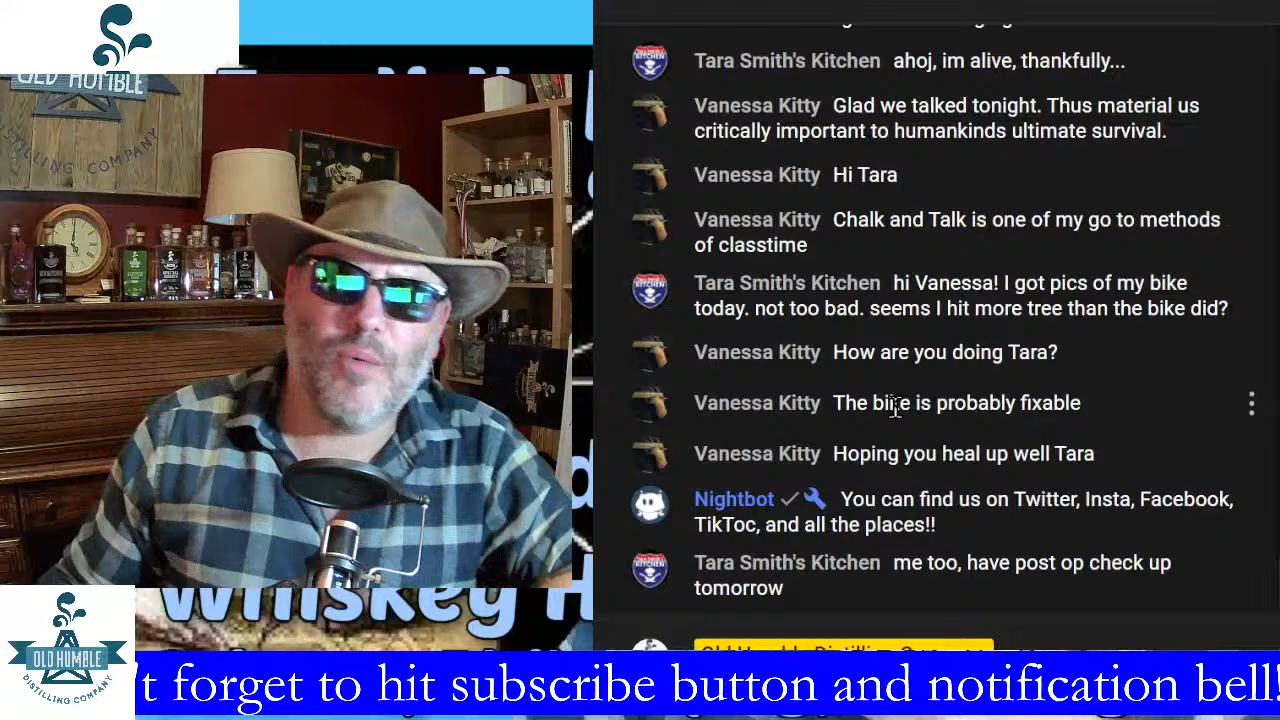 OLD HUMBLE
DISTILLING COMPANY
Tara Smith's Kitchen ahoj, im alive, thankfully...
Vanessa Kitty Glad we talked tonight. Thus material us
critically important to humankinds ultimate survival.
Vanessa Kitty Hi Tara
Vanessa Kitty Chalk and Talk is one of my go to methods
of classtime
Tara Smith's Kitchen hi Vanessa! I got pics of my bike
today. not too bad. seems I hit more tree than the bike did?
Vanessa Kitty How are you doing Tara?
Vanessa Kitty The bike is probably fixable
Vanessa Kitty Hoping you heal up well Tara
Nightbot You can find us on Twitter, Insta, Facebook,
TikToc, and all the places!!
Tara Smith's Kitchen me too, have post op check up
tomorrow
Whiskey H
OLD HUMBLE
DISTILLING COMPANY
't forget to hit subscribe button and notification bell!